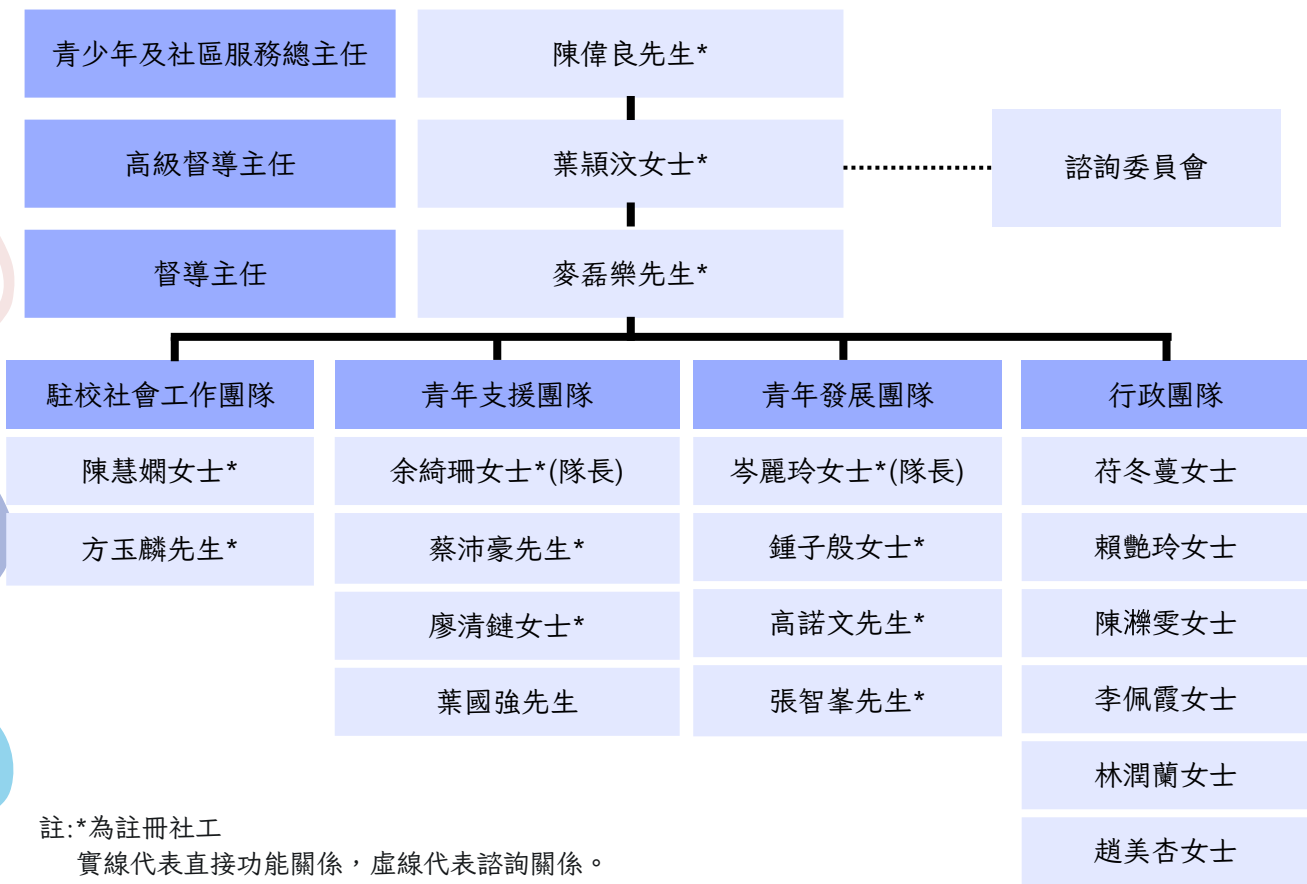 青少年及社區服務總主任
陳偉良先生*
高級督導主任
葉潁汶女士*
諮詢委員會
督導主任
麥磊樂先生*
駐校社會工作團隊
陳慧嫻女士*
方玉麟先生*
青年支援團隊
余綺珊女士*(隊長)
蔡沛豪先生*
廖清鏈女士*
葉國強先生
青年發展團隊
岑麗玲女士*(隊長)
鍾子殷女士*
高諾文先生*
張智峯先生*
行政團隊
苻冬蔓女士
賴艷玲女士
陳濼雯女士
李佩霞女士
林潤蘭女士
趙美杏女士
註:*為註冊社工
實線代表直接功能關係，虛線代表諮詢關係。